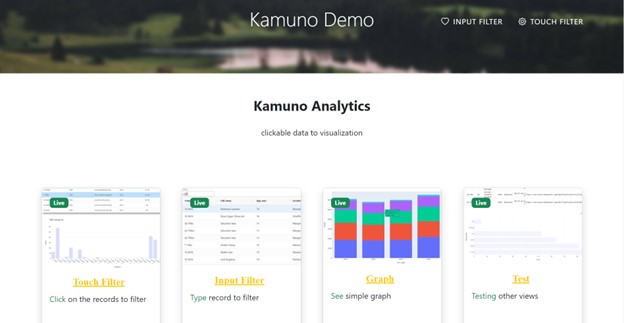 Kamuno Demo
INPUT FILTER
TOUCH FILTER
Kamuno Analytics
clickable data to visualization
Live
Live
Live
Live
Touch Filter
Input Filter
Graph
Test
Click on the records to filter
Type record to filter
See simple graph
Testing other views